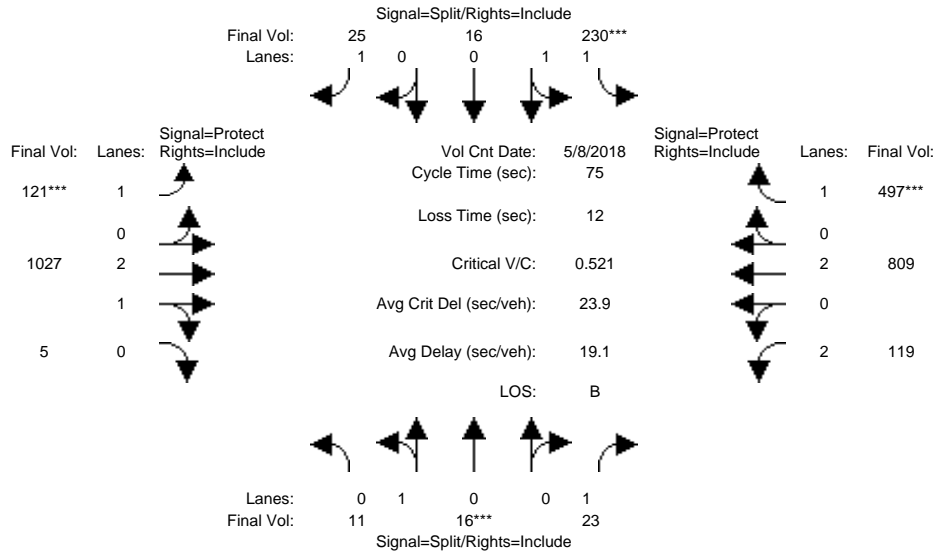 Signal=Split/Rights=Include
Final Vol: 25 16 230***
Lanes: 1 0 0 1 1
Signal=Protect Signal=Protect
Final Vol: Lanes: Rights=Include Vol Cnt Date: 5/8/2018 Rights=Include Lanes: Final Vol:
Cycle Time (sec): 75
121*** 1 1 497***
Loss Time (sec): 12
0 0
1027 2 Critical V/C: 0.521 2 809
1 Avg Crit Del (sec/veh): 23.9 0
5 0 Avg Delay (sec/veh): 19.1 2 119
LOS: B
Lanes: 0 1 0 0 1
Final Vol: 11 16*** 23
Signal=Split/Rights=Include